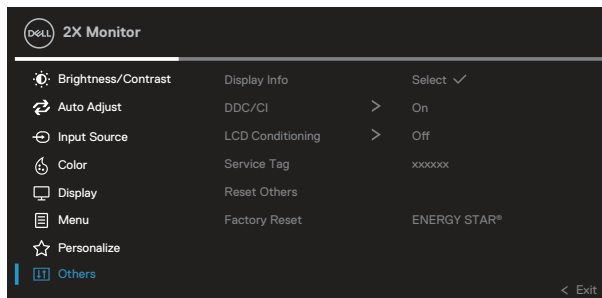 DELL 2X Monitor
Brightness/Contrast Display Info Select ✓
Auto Adjust DDC/CI > On
Input Source LCD Conditioning > Off
Color Service Tag xxxxxx
Display Reset Others
Menu Factory Reset ENERGY STAR®
Personalize
Others
< Exit